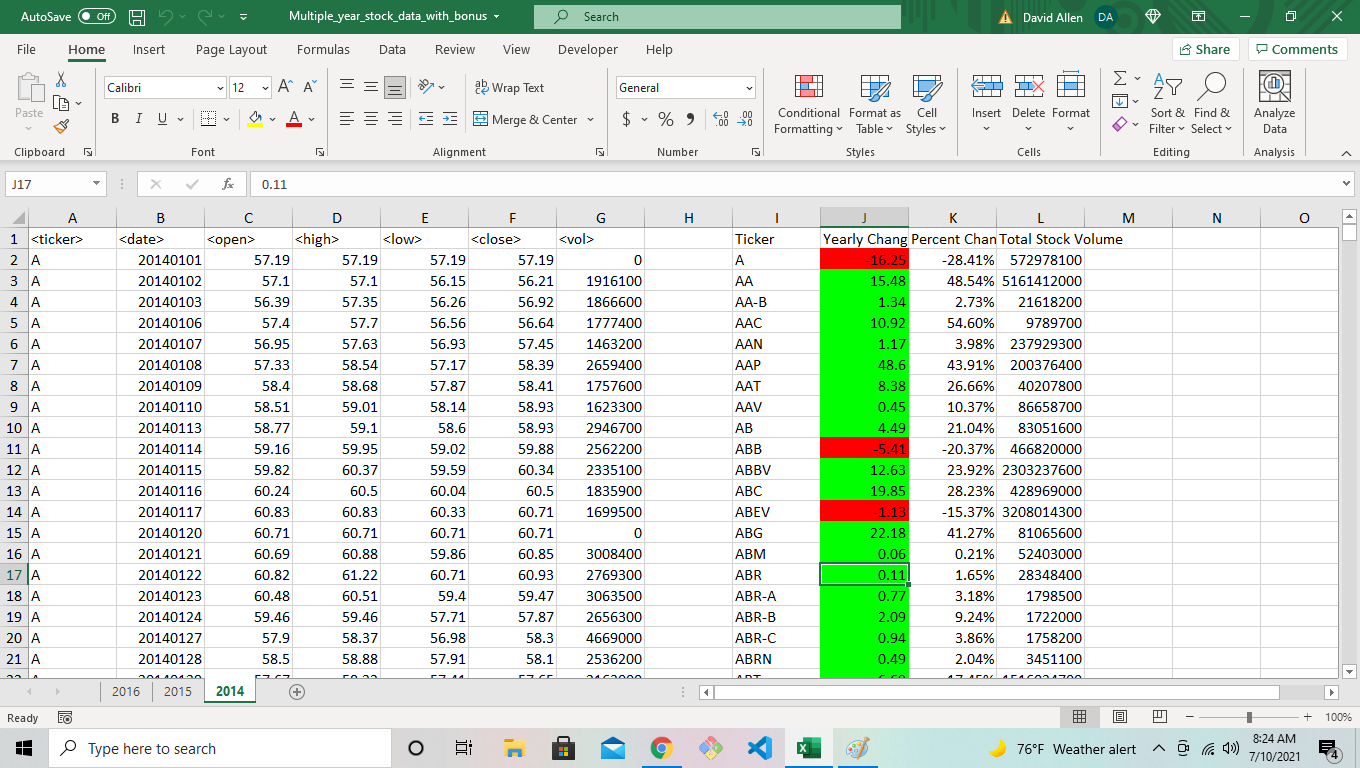 AutoSave Off Multiple_year_stock_data_with_bonus Search David Allen DA
File Home Insert Page Layout Formulas Data Review View Developer Help Share Comments
Paste Calibri 12 Wrap Text General Conditional Formatting Format as Table Cell Styles Insert Delete Format Sort & Filter Find & Select Analyze Data
B I U Merge & Center $ % 9
Clipboard Font Alignment Number Styles Cells Editing Analysis
J17 fx 0.11
A B C D E F G H I J K L M N O
1 <ticker> <date> <open> <high> <low> <close> <vol> Ticker Yearly Chang Percent Chan Total Stock Volume
2 A 20140101 57.19 57.19 57.19 57.19 0 A -16.25 -28.41% 572978100
3 A 20140102 57.1 57.1 56.15 56.21 1916100 AA 15.48 48.54% 5161412000
4 A 20140103 56.39 57.35 56.26 56.92 1866600 AA-B 1.34 2.73% 21618200
5 A 20140106 57.4 57.7 56.56 56.64 1777400 AAC 10.92 54.60% 9789700
6 A 20140107 56.95 57.63 56.93 57.45 1463200 AAN 1.17 3.98% 237929300
7 A 20140108 57.33 58.54 57.17 58.39 2659400 AAP 48.6 43.91% 200376400
8 A 20140109 58.4 58.68 57.87 58.41 1757600 AAT 8.38 26.66% 40207800
9 A 20140110 58.51 59.01 58.14 58.93 1623300 AAV 0.45 10.37% 86658700
10 A 20140113 58.77 59.1 58.6 58.93 2946700 AB 4.49 21.04% 83051600
11 A 20140114 59.16 59.95 59.02 59.88 2562200 ABB -5.41 -20.37% 466820000
12 A 20140115 59.82 60.37 59.59 60.34 2335100 ABBV 12.63 23.92% 2303237600
13 A 20140116 60.24 60.5 60.04 60.5 1835900 ABC 19.85 28.23% 428969000
14 A 20140117 60.83 60.83 60.33 60.71 1699500 ABEV -1.13 -15.37% 3208014300
15 A 20140120 60.71 60.71 60.71 60.71 0 ABG 22.18 41.27% 81065600
16 A 20140121 60.69 60.88 59.86 60.85 3008400 ABM 0.06 0.21% 52403000
17 A 20140122 60.82 61.22 60.71 60.93 2769300 ABR 0.11 1.65% 28348400
18 A 20140123 60.48 60.51 59.4 59.47 3063500 ABR-A 0.77 3.18% 1798500
19 A 20140124 59.46 59.46 57.71 57.87 2656300 ABR-B 2.09 9.24% 1722000
20 A 20140127 57.9 58.37 56.98 58.3 4669000 ABR-C 0.94 3.86% 1758200
21 A 20140128 58.5 58.88 57.91 58.1 2536200 ABRN 0.49 2.04% 3451100
2016 2015 2014
Ready 100%
Type here to search 76°F Weather alert 8:24 AM
7/10/2021 4